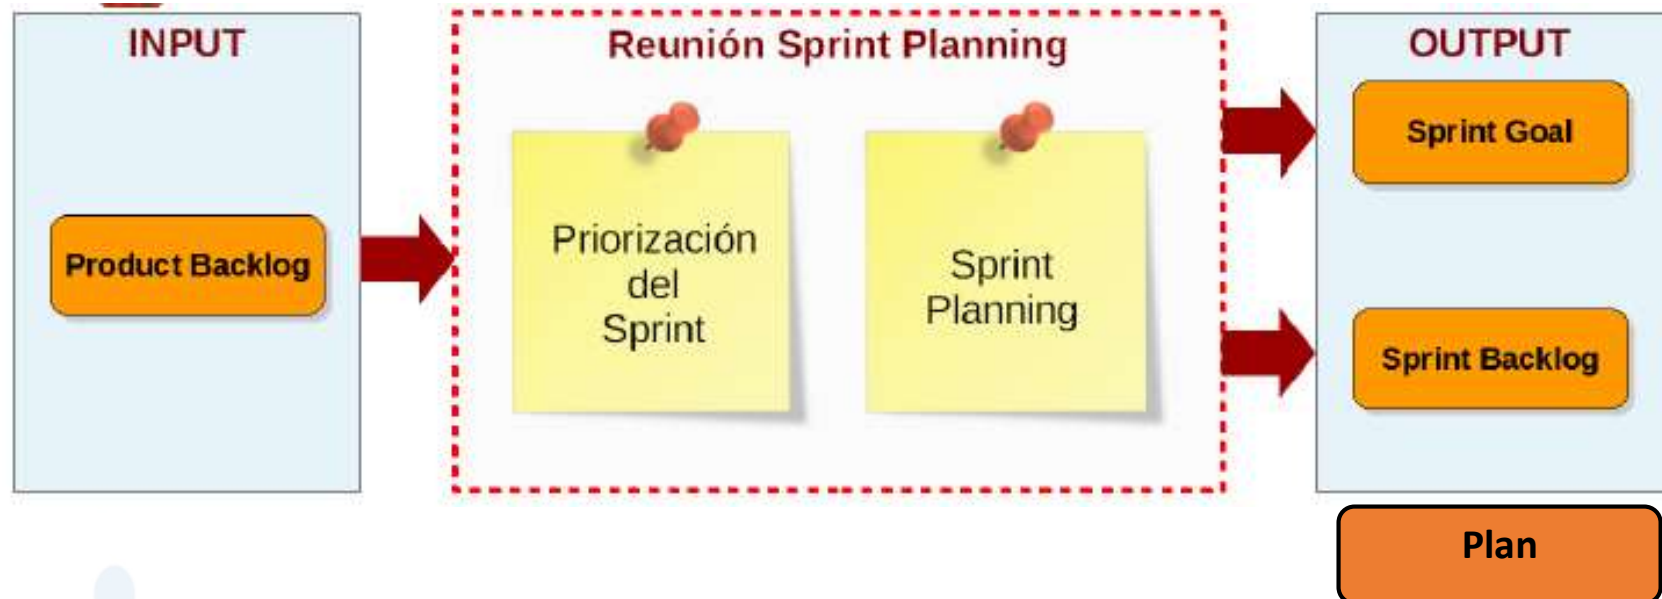 INPUT
Product Backlog
Reunión Sprint Planning
Priorización
del
Sprint
Sprint
Planning
OUTPUT
Sprint Goal
Sprint Backlog
Plan